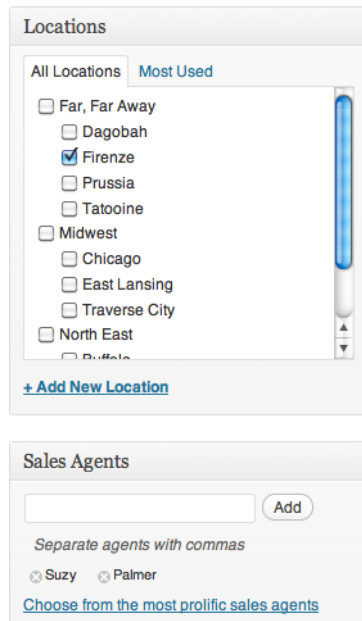 Locations
All Locations Most Used
Far, Far Away
Dagobah
Firenze
Prussia
Tatooine
Midwest
Chicago
East Lansing
Traverse City
North East
Buffalo
+ Add New Location
Sales Agents
Add
Separate agents with commas
Suzy Palmer
Choose from the most prolific sales agents